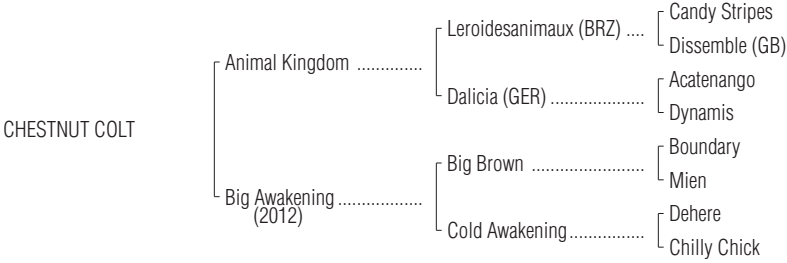 Candy Stripes
Leroidesanimaux (BRZ) ....
Dissemble (GB)
Animal Kingdom ..............
Acatenango
Dalicia (GER) ....................
Dynamis
CHESTNUT COLT
Boundary
Big Brown ........................
Mien
Big Awakening ..................
(2012)
Dehere
Cold Awakening................
Chilly Chick